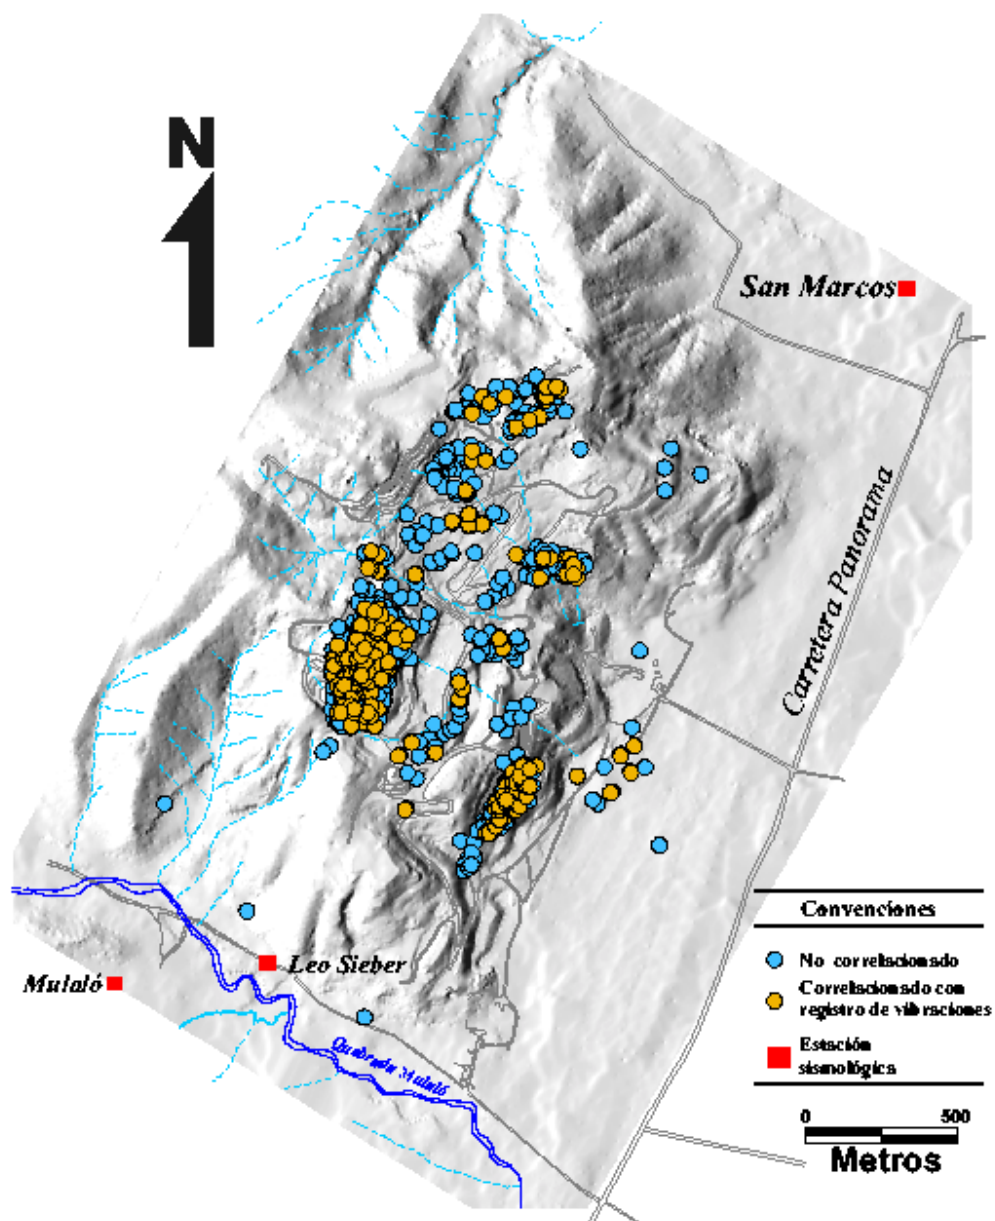 N
San Marcos
Carretera Panorama
Convenciones
No correlacionado
Correlacionado con
registro de vibraciones
Estación
sismológica
Leo Sieber
Mulaló
Quebrada Mulaló
0 500
Metros